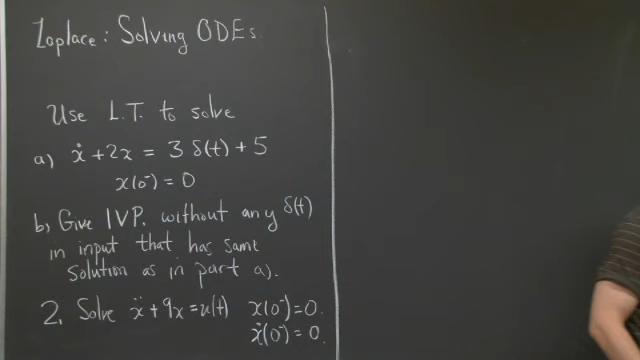 Laplace: Solving ODEs.
Use L.T. to solve
a) ẋ + 2x = 3 δ(t) + 5
x(0⁻) = 0
b) Give IVP. without any δ(t)
in input that has same
solution as in part a).
2. Solve ẍ + 9x = u(t) x(0⁻) = 0.
ẋ(0⁻) = 0.